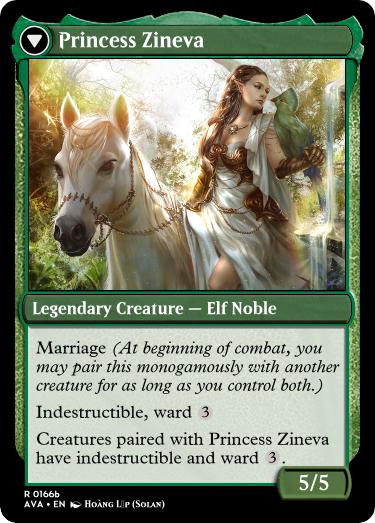 Princess Zineva
Legendary Creature — Elf Noble
Marriage (At beginning of combat, you
may pair this monogamously with another
creature for as long as you control both.)
Indestructible, ward 3
Creatures paired with Princess Zineva
have indestructible and ward 3.
5/5
R 0166b
AVA • EN Hoàng Lập (Solan)